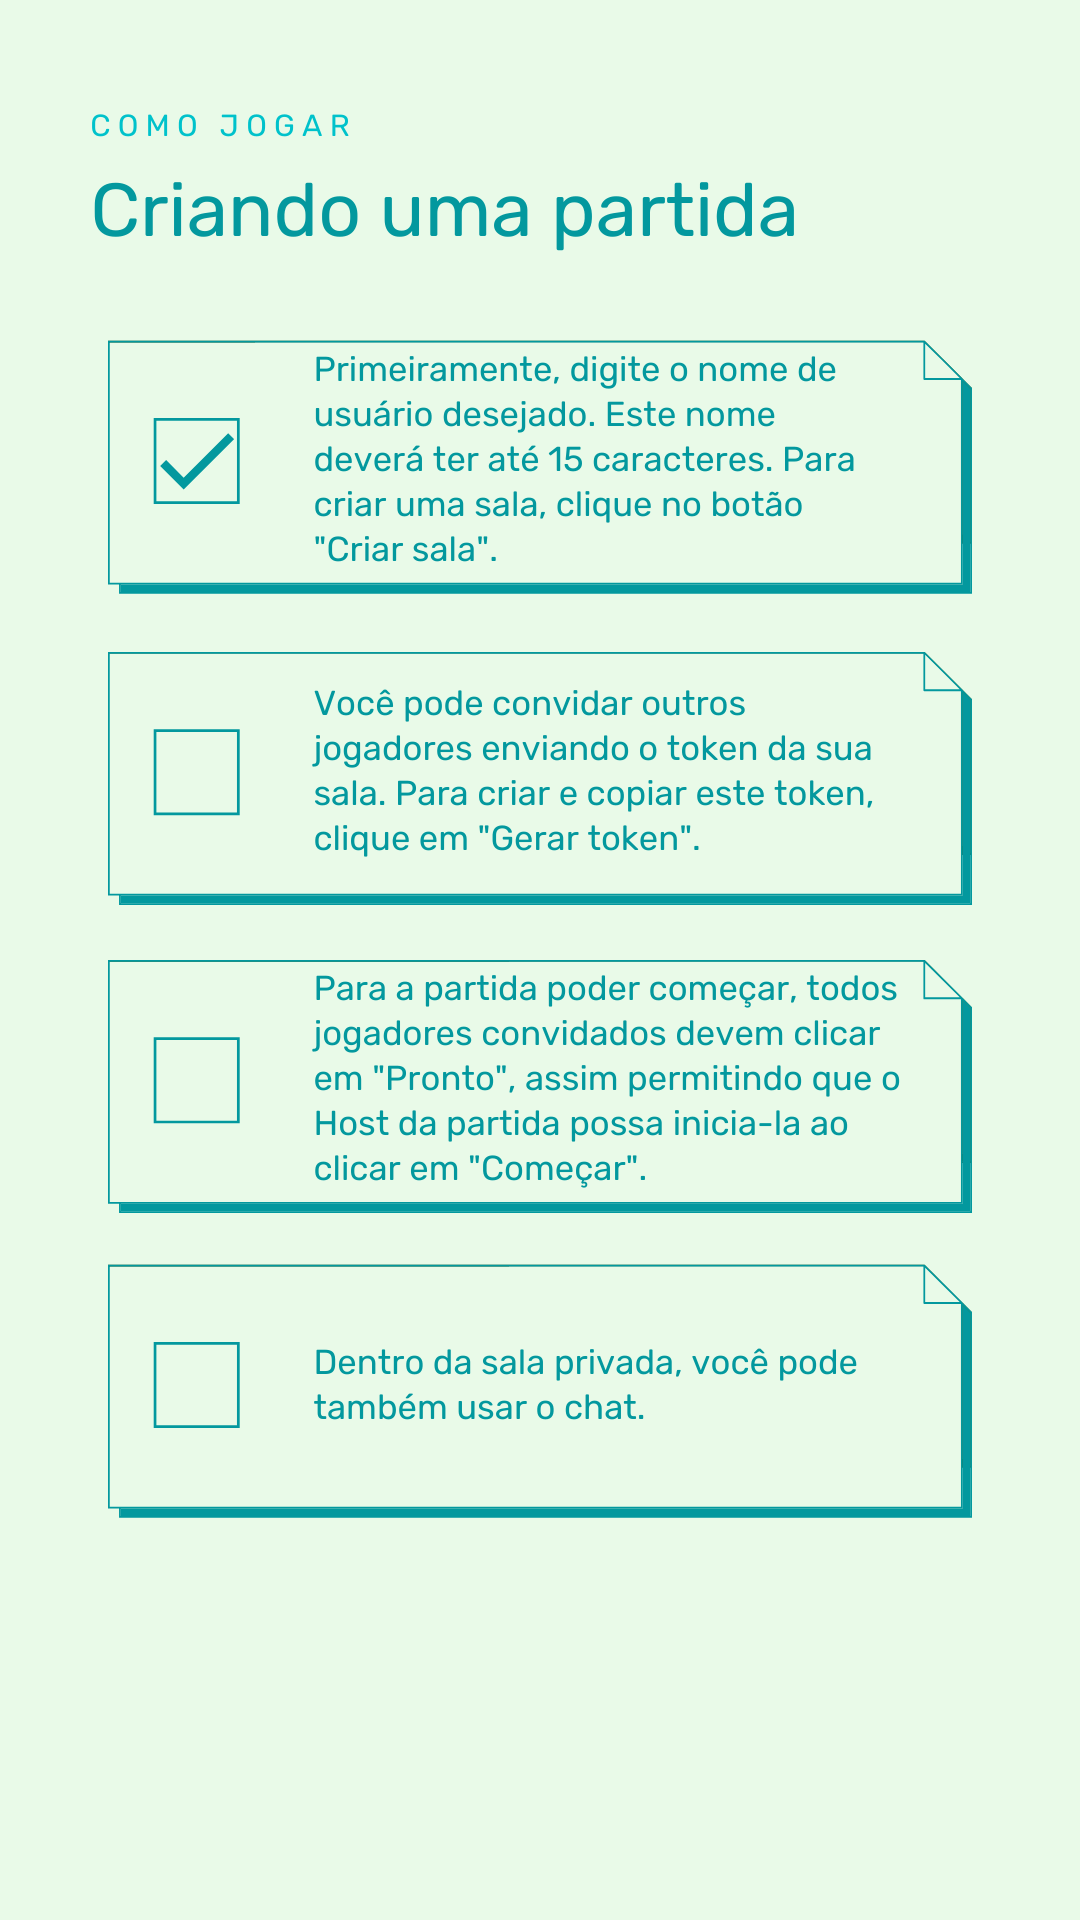 COMO JOGAR
Criando uma partida
Primeiramente, digite o nome de
usuário desejado. Este nome
deverá ter até 15 caracteres. Para
criar uma sala, clique no botão
"Criar sala".
Você pode convidar outros
jogadores enviando o token da sua
sala. Para criar e copiar este token,
clique em "Gerar token".
Para a partida poder começar, todos
jogadores convidados devem clicar
em "Pronto", assim permitindo que o
Host da partida possa inicia-la ao
clicar em "Começar".
Dentro da sala privada, você pode
também usar o chat.